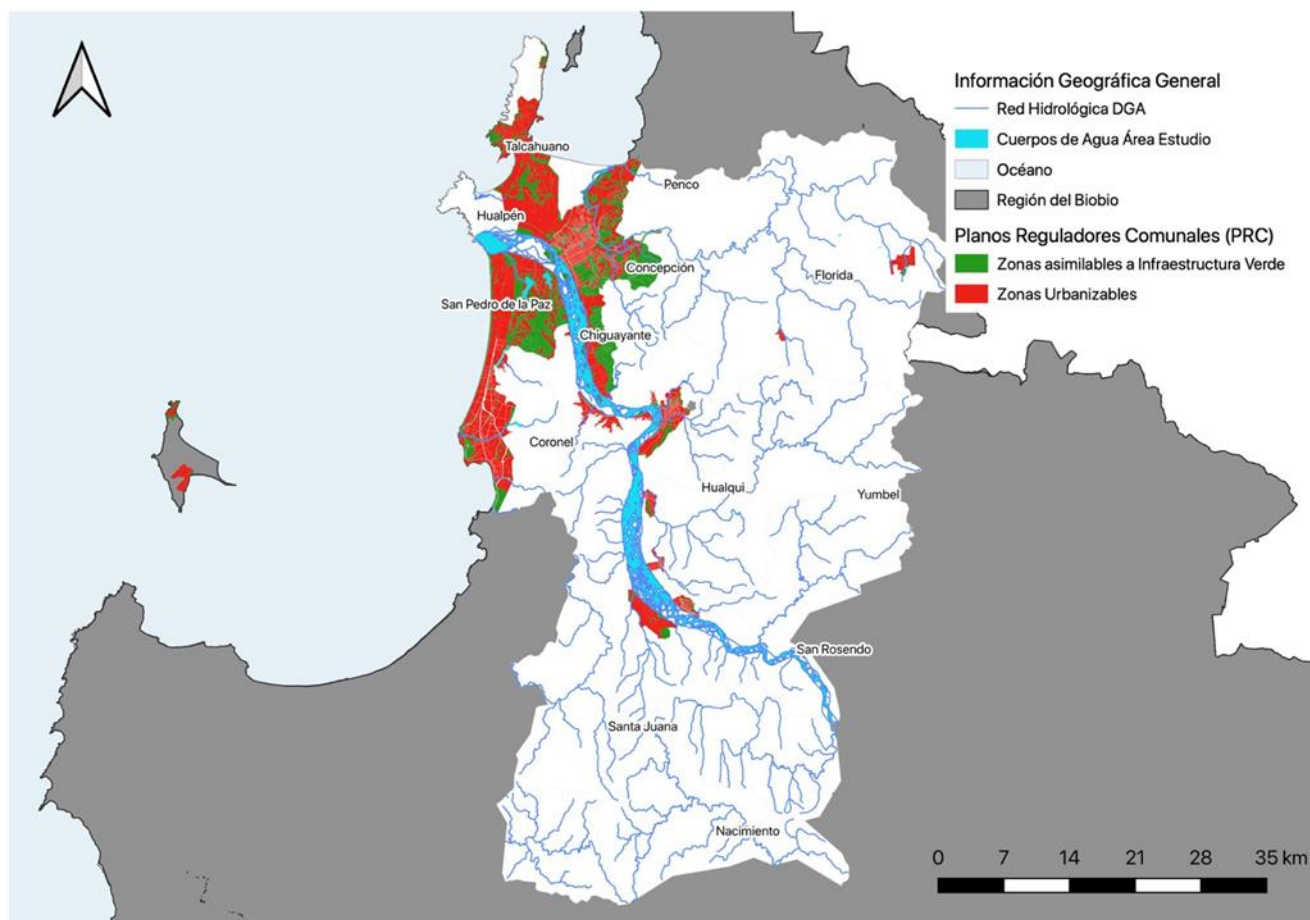 Información Geográfica General
Red Hidrológica DGA
Cuerpos de Agua Área Estudio
Océano
Región del Biobio
Planos Reguladores Comunales (PRC)
Zonas asimilables a Infraestructura Verde
Zonas Urbanizables
Talcahuano
Penco
Hualpén
Concepción
Florida
San Pedro de la Paz
Chiguayante
Coronel
Hualqui
Yumbel
San Rosendo
Santa Juana
Nacimiento
0 7 14 21 28 35 km